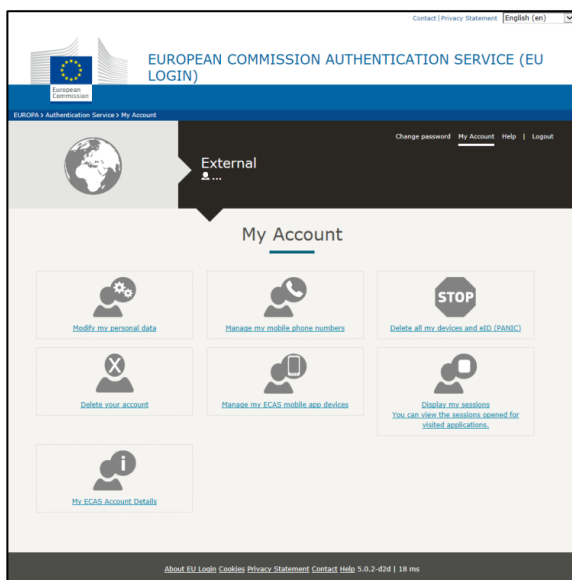 Contact | Privacy Statement English (en)
EUROPEAN COMMISSION AUTHENTICATION SERVICE (EU
LOGIN)
European
Commission
EUROPA > Authentication Service > My Account
Change password My Account Help | Logout
External
...
My Account
Modify my personal data
Manage my mobile phone numbers
STOP
Delete all my devices and eID (PANIC)
Delete your account
Manage my ECAS mobile app devices
Display my sessions
You can view the sessions opened for
visited applications.
My ECAS Account Details
About EU Login Cookies Privacy Statement Contact Help 5.0.2-d2d | 18 ms